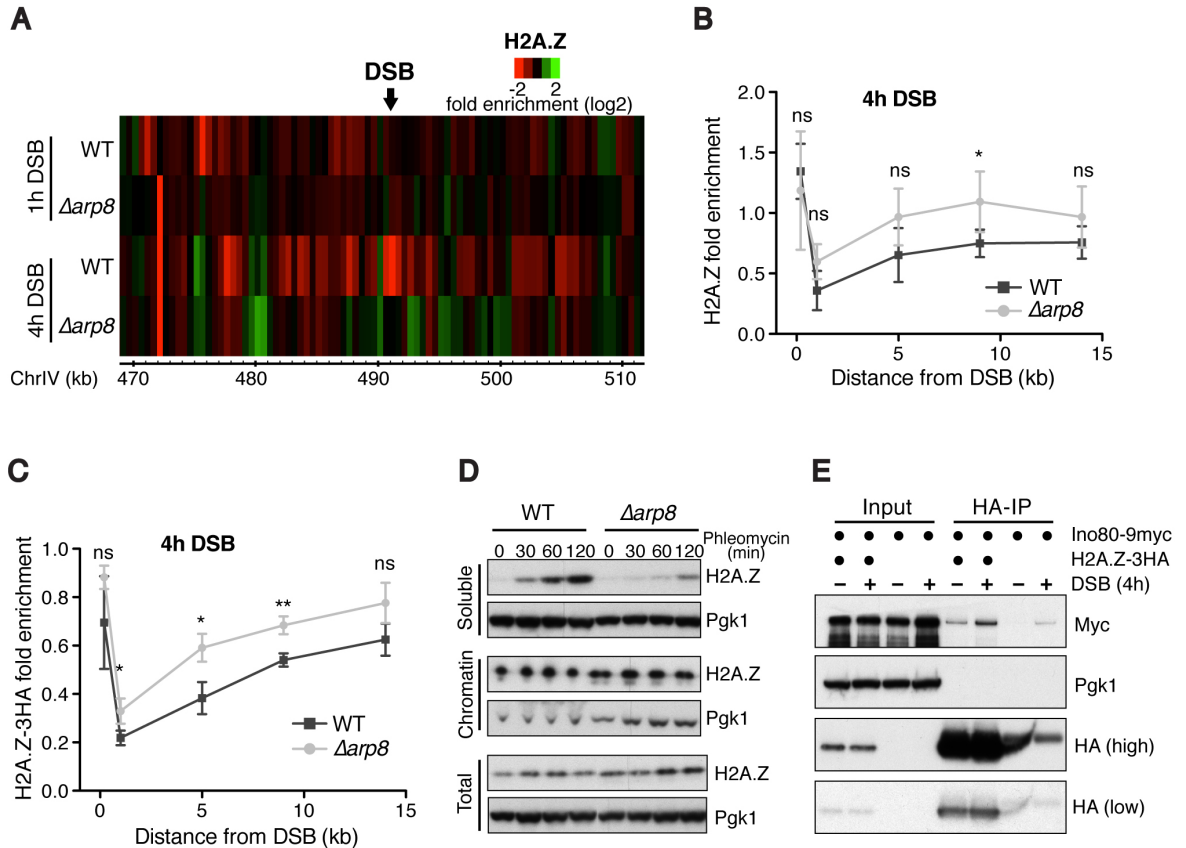 A
H2A.Z
-2 2
fold enrichment (log2)
DSB
1h DSB
WT
Δarp8
4h DSB
WT
Δarp8
ChrIV (kb)
470 480 490 500 510
B
4h DSB
H2A.Z fold enrichment
2.0
1.5
1.0
0.5
0.0
ns
ns
ns
*
ns
WT
Δarp8
0 5 10 15
Distance from DSB (kb)
C
4h DSB
H2A.Z-3HA fold enrichment
1.0
0.8
0.6
0.4
0.2
0.0
ns
*
*
**
ns
WT
Δarp8
0 5 10 15
Distance from DSB (kb)
D
WT Δarp8
Phleomycin
(min)
0 30 60 120 0 30 60 120
Soluble
H2A.Z
Pgk1
Chromatin
H2A.Z
Pgk1
Total
H2A.Z
Pgk1
E
Input HA-IP
Ino80-9myc
H2A.Z-3HA
− + − + − + − + DSB (4h)
Myc
Pgk1
HA (high)
HA (low)